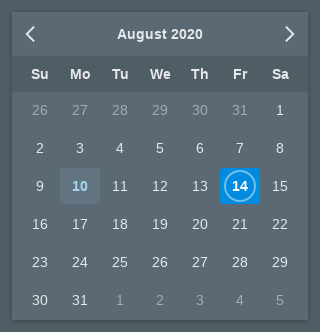 August 2020
Su Mo Tu We Th Fr Sa
26 27 28 29 30 31 1
2 3 4 5 6 7 8
9 10 11 12 13 14 15
16 17 18 19 20 21 22
23 24 25 26 27 28 29
30 31 1 2 3 4 5